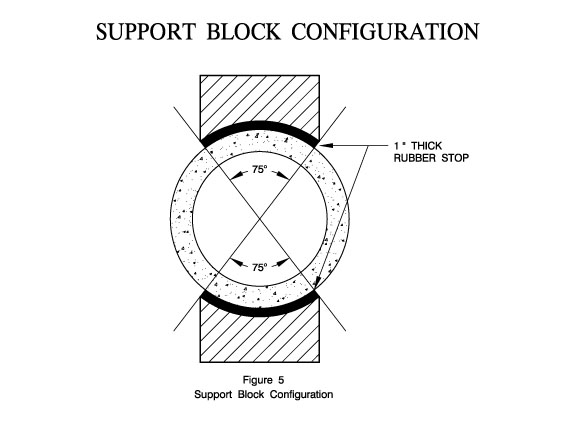 SUPPORT BLOCK CONFIGURATION
75°
1" THICK
RUBBER STOP
75°
Figure 5
Support Block Configuration